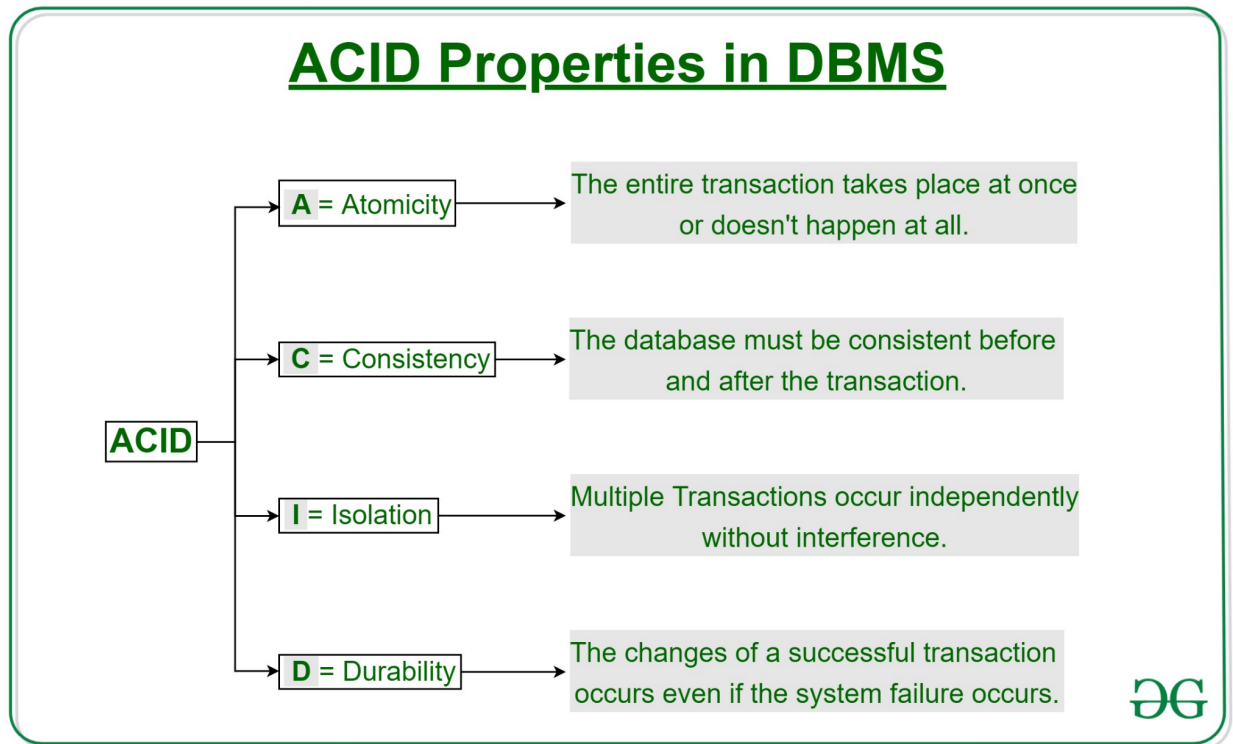 ACID Properties in DBMS
A = Atomicity
The entire transaction takes place at once
or doesn't happen at all.
C = Consistency
The database must be consistent before
and after the transaction.
ACID
I = Isolation
Multiple Transactions occur independently
without interference.
D = Durability
The changes of a successful transaction
occurs even if the system failure occurs.